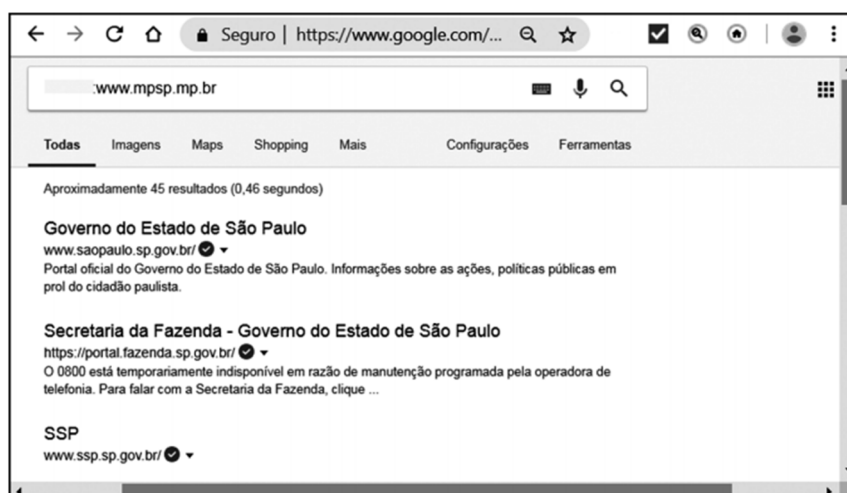 Seguro | https://www.google.com/...
:www.mpsp.mp.br
Todas Imagens Maps Shopping Mais Configurações Ferramentas
Aproximadamente 45 resultados (0,46 segundos)
Governo do Estado de São Paulo
www.saopaulo.sp.gov.br/
Portal oficial do Governo do Estado de São Paulo. Informações sobre as ações, políticas públicas em
prol do cidadão paulista.
Secretaria da Fazenda - Governo do Estado de São Paulo
https://portal.fazenda.sp.gov.br/
O 0800 está temporariamente indisponível em razão de manutenção programada pela operadora de
telefonia. Para falar com a Secretaria da Fazenda, clique ...
SSP
www.ssp.sp.gov.br/